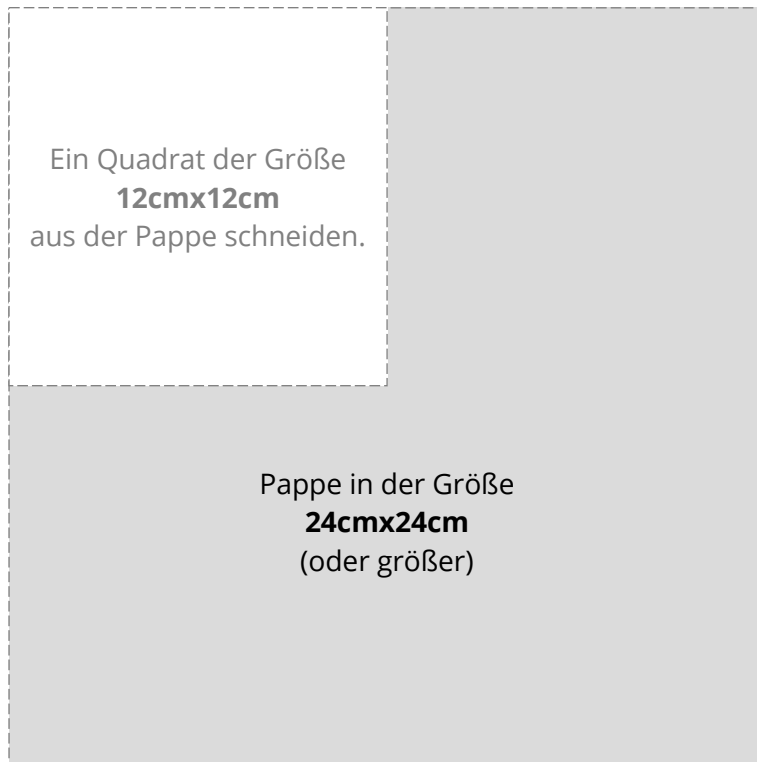 Ein Quadrat der Größe
12cmx12cm
aus der Pappe schneiden.
Pappe in der Größe
24cmx24cm
(oder größer)